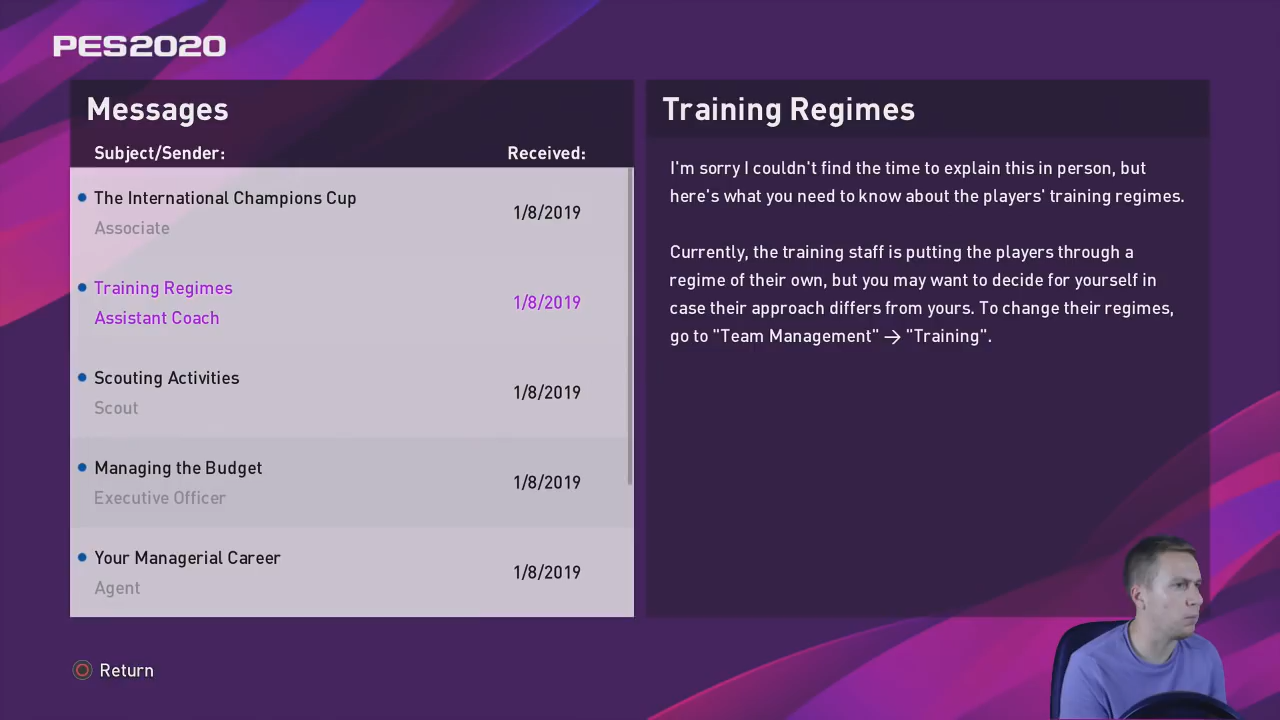 PES2020
Messages
Subject/Sender:
Received:
The International Champions Cup
Associate
1/8/2019
Training Regimes
Assistant Coach
1/8/2019
Scouting Activities
Scout
1/8/2019
Managing the Budget
Executive Officer
1/8/2019
Your Managerial Career
Agent
1/8/2019
Training Regimes
I'm sorry I couldn't find the time to explain this in person, but
here's what you need to know about the players' training regimes.
Currently, the training staff is putting the players through a
regime of their own, but you may want to decide for yourself in
case their approach differs from yours. To change their regimes,
go to "Team Management" → "Training".
Return